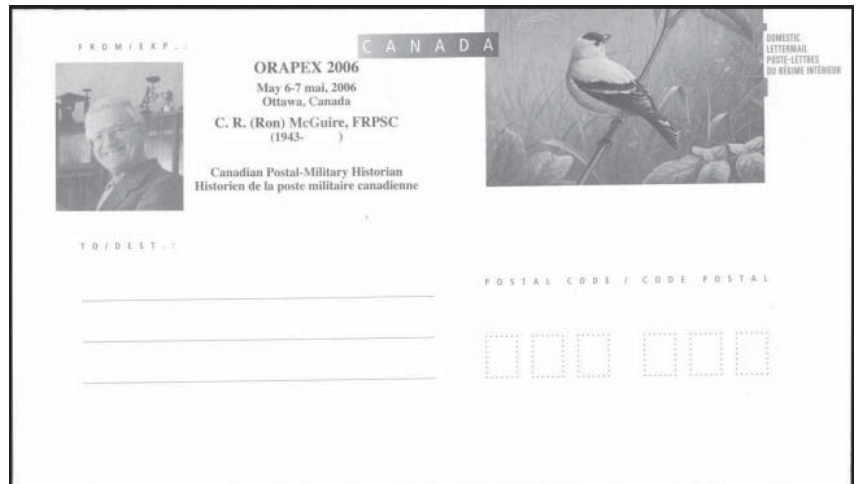 FROM/EXP.:
CANADA
DOMESTIC
LETTERMAIL
POSTE-LETTRES
DU RÉGIME INTÉRIEUR
ORAPEX 2006
May 6-7 mai, 2006
Ottawa, Canada
C. R. (Ron) McGuire, FRPSC
(1943- )
Canadian Postal-Military Historian
Historien de la poste militaire canadienne
TO/DEST.:
POSTAL CODE / CODE POSTAL